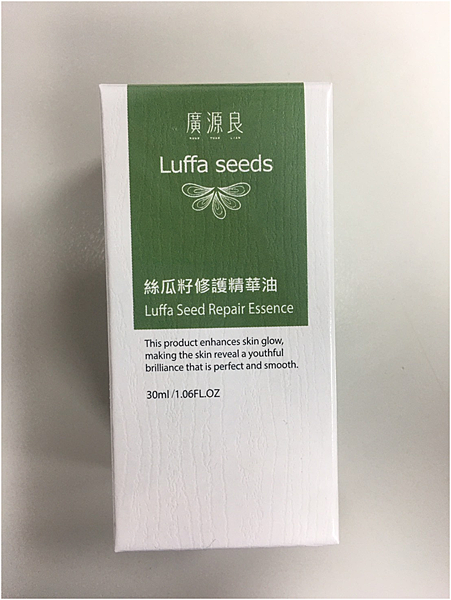 廣源良
Luffa seeds
絲瓜籽修護精華油
Luffa Seed Repair Essence
This product enhances skin glow,
making the skin reveal a youthful
brilliance that is perfect and smooth.
30ml /1.06FL.OZ